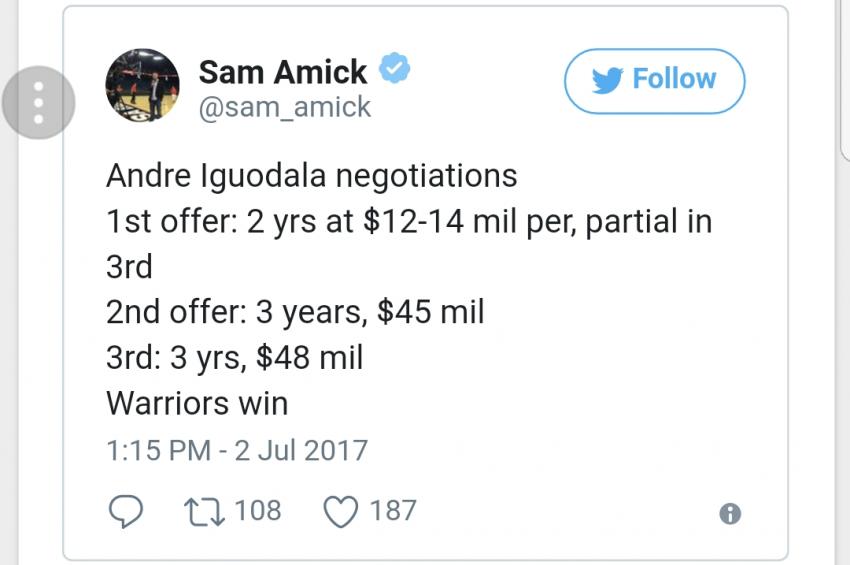 Sam Amick
@sam_amick
Follow
Andre Iguodala negotiations
1st offer: 2 yrs at $12-14 mil per, partial in
3rd
2nd offer: 3 years, $45 mil
3rd: 3 yrs, $48 mil
Warriors win
1:15 PM - 2 Jul 2017
108 187